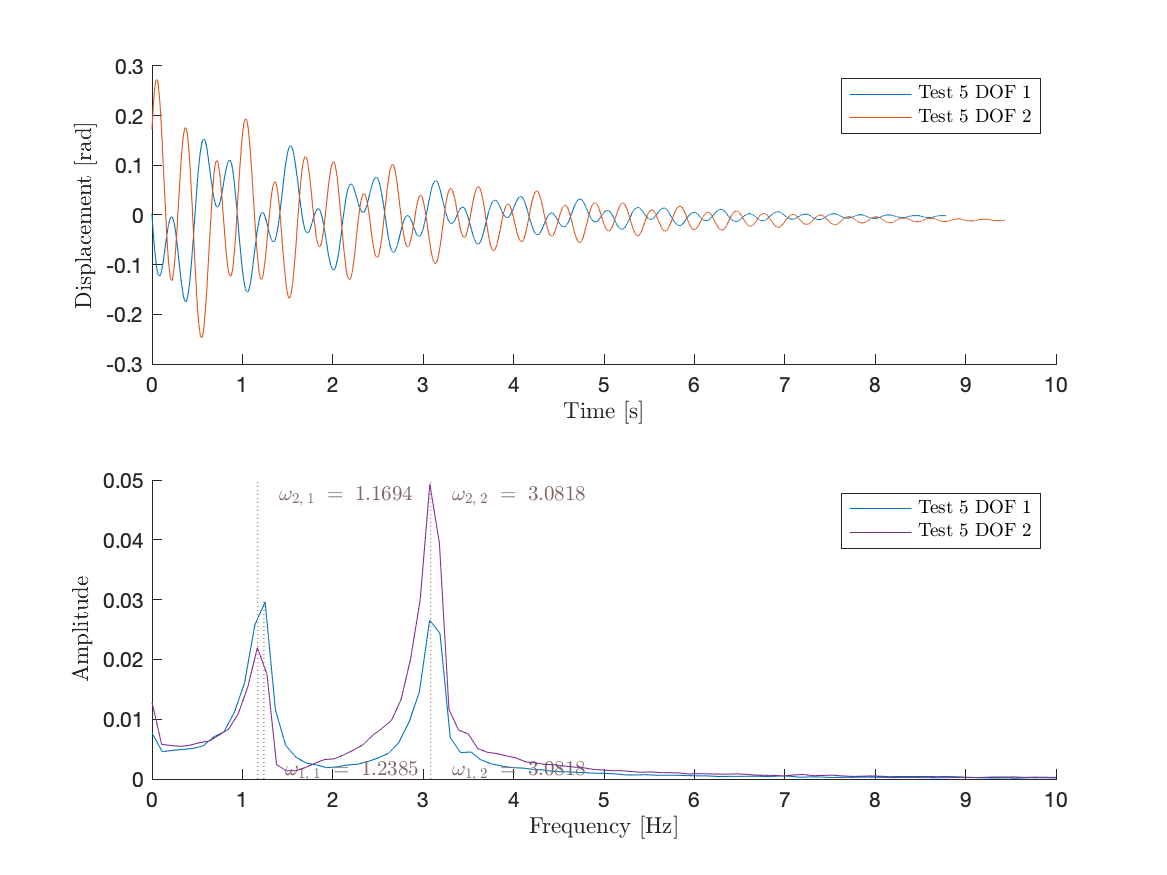 0.3
0.2
0.1
0
-0.1
-0.2
-0.3
Displacement [rad]
Test 5 DOF 1
Test 5 DOF 2
0 1 2 3 4 5 6 7 8 9 10
Time [s]
0.05
0.04
0.03
0.02
0.01
0
Amplitude
ω2, 1 = 1.1694
ω2, 2 = 3.0818
Test 5 DOF 1
Test 5 DOF 2
ω1, 1 = 1.2385
ω1, 2 = 3.0818
0 1 2 3 4 5 6 7 8 9 10
Frequency [Hz]